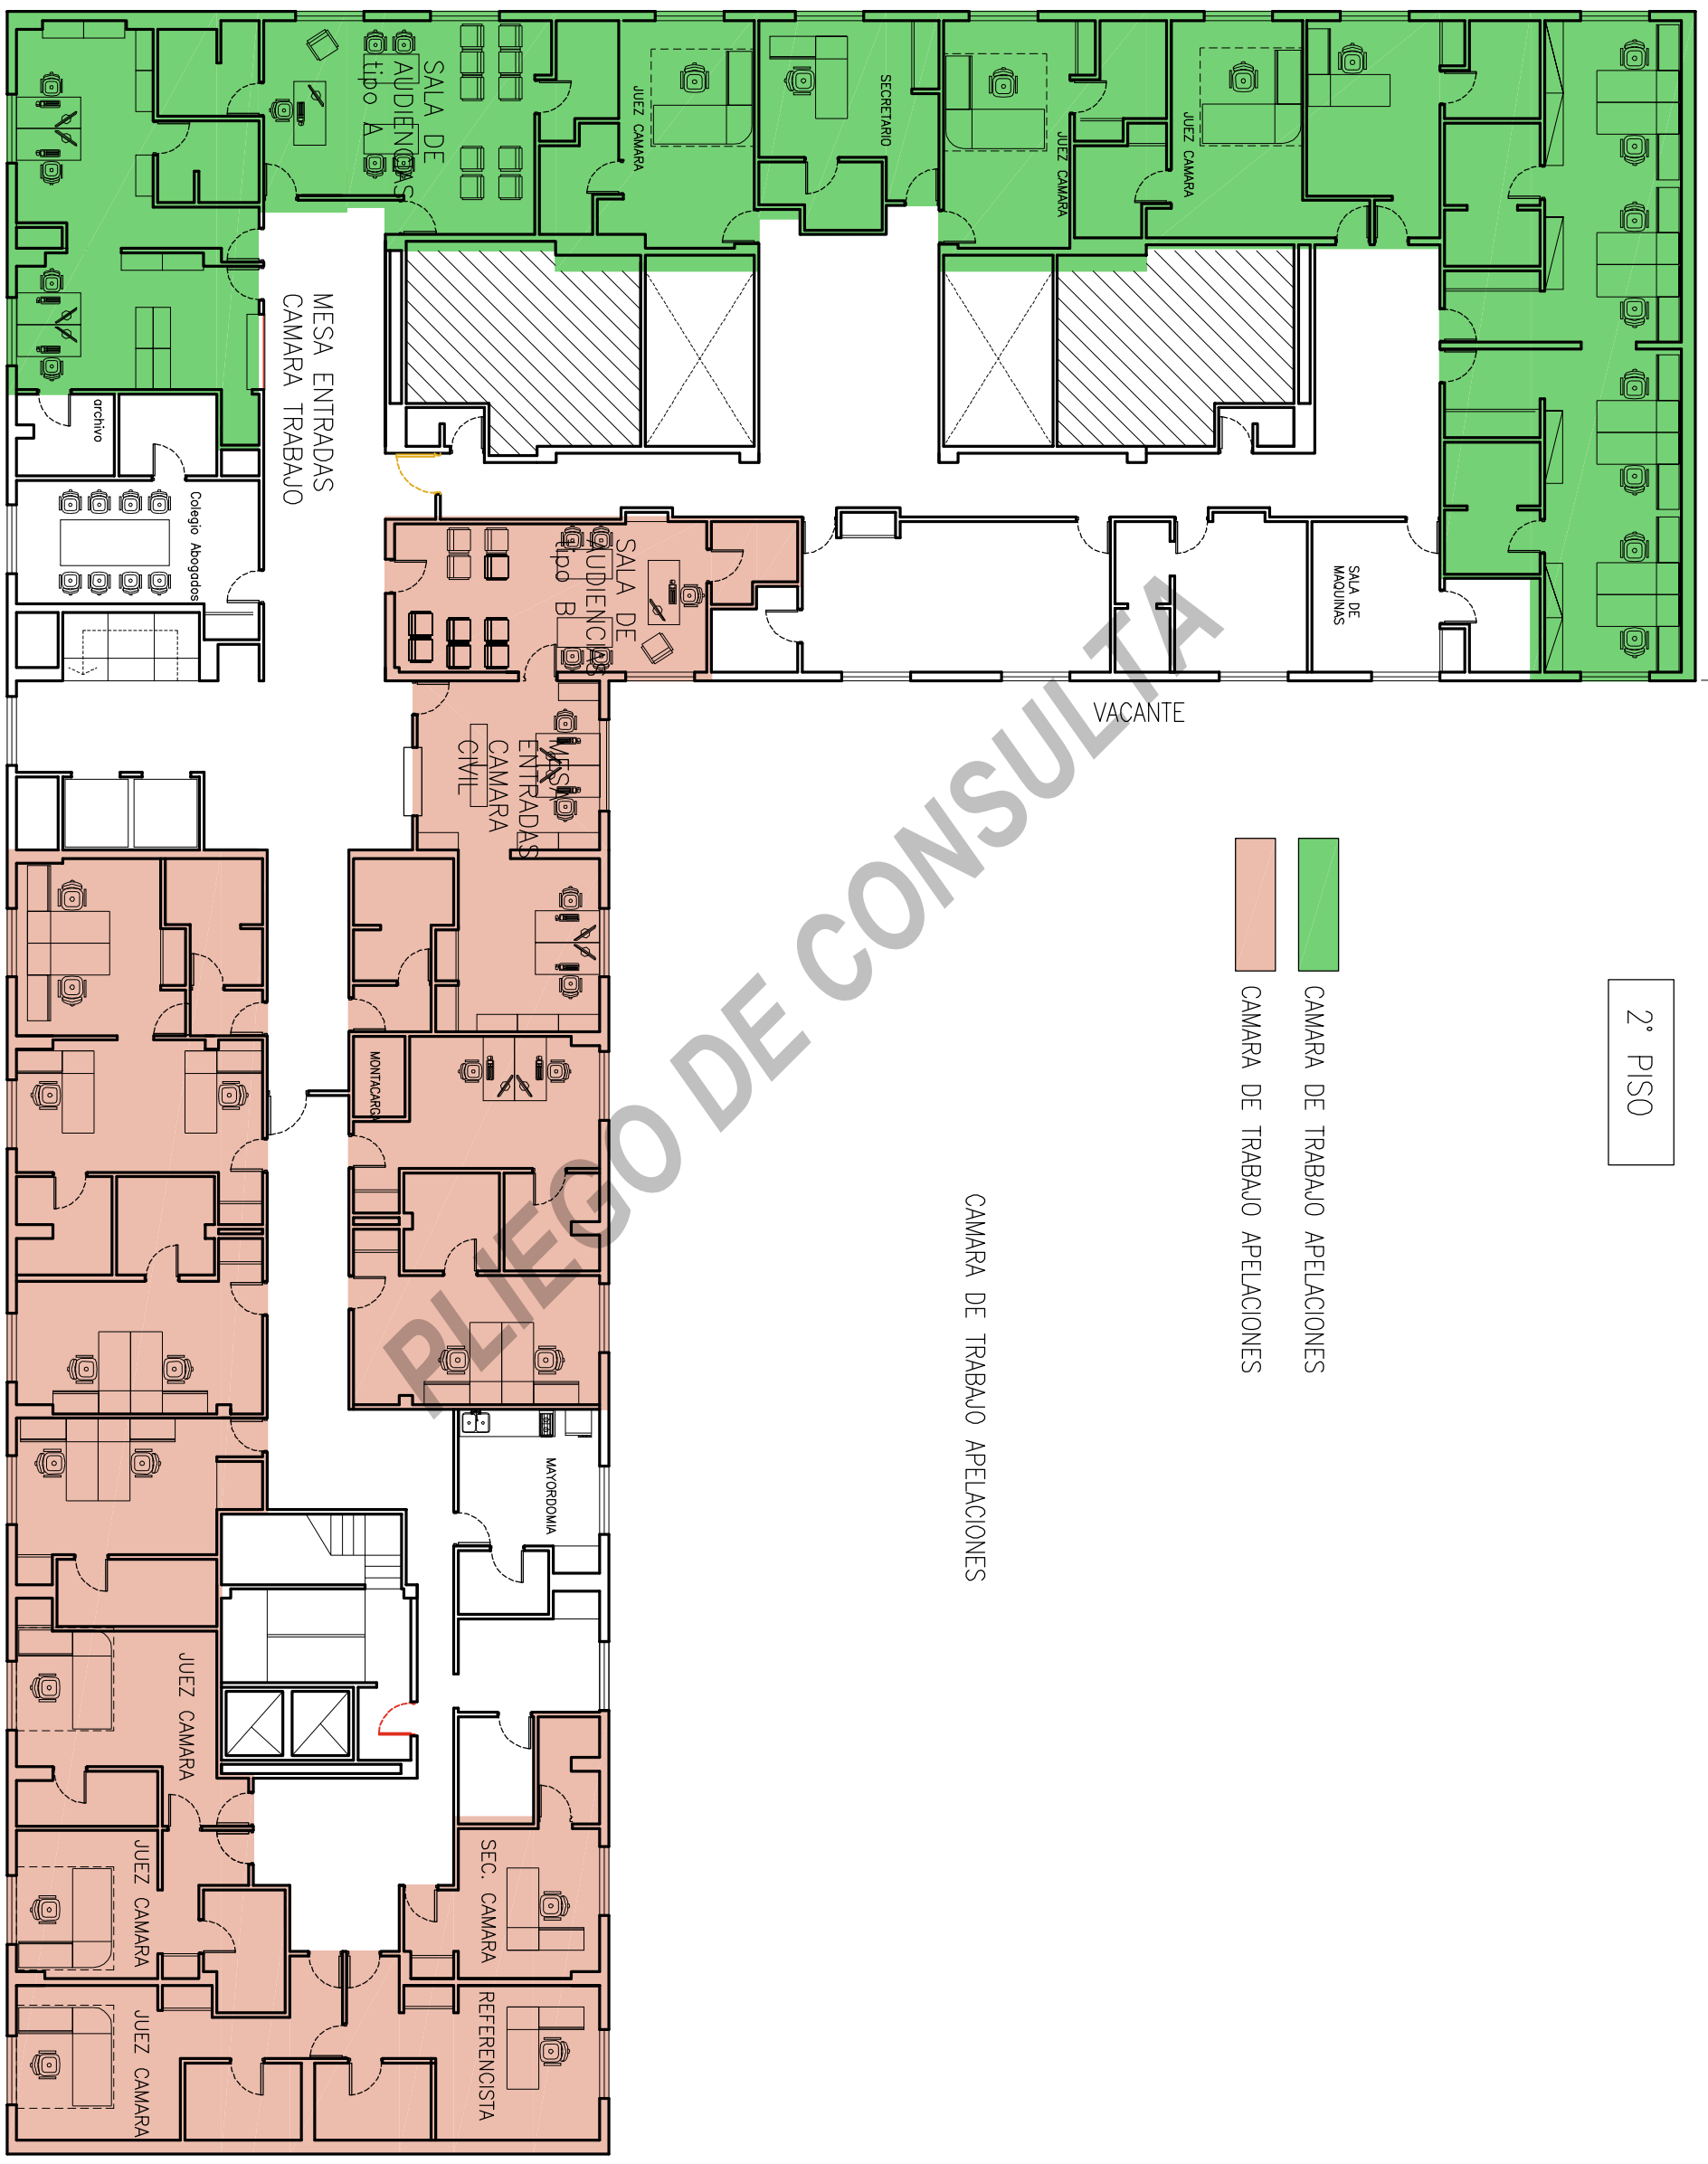 2° PISO
CAMARA DE TRABAJO APELACIONES
CAMARA DE TRABAJO APELACIONES
CAMARA DE TRABAJO APELACIONES
VACANTE
SALA DE
AUDIENCIAS
tipo A
JUEZ CAMARA
SECRETARIO
JUEZ CAMARA
JUEZ CAMARA
MESA ENTRADAS
CAMARA TRABAJO
archivo
Colegio Abogados
SALA DE
AUDIENCIAS
tipo B
SALA DE
MAQUINAS
MESA
ENTRADAS
CAMARA
CIVIL
MONTACARGA
MAYORDOMIA
JUEZ CAMARA
JUEZ CAMARA
SEC. CAMARA
JUEZ CAMARA
REFERENCISTA
PLIEGO DE CONSULTA